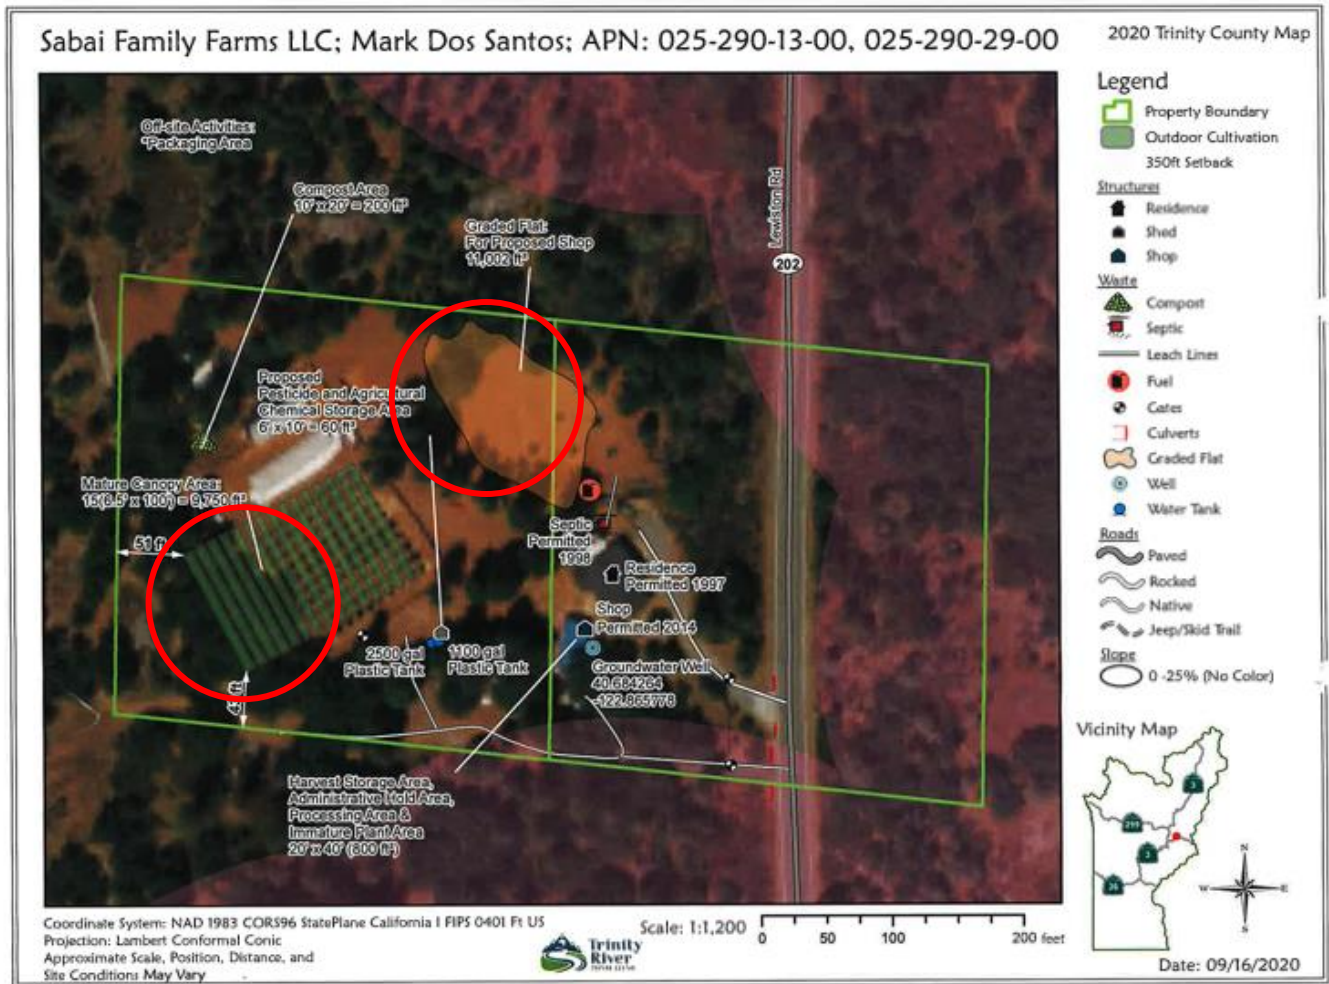 Sabai Family Farms LLC; Mark Dos Santos; APN: 025-290-13-00, 025-290-29-00
2020 Trinity County Map
Off-site Activities:
*Packaging Area
Compost Area
10' x 20' = 200 ft²
Graded Flat:
For Proposed Shop
11,002 ft²
Lewiston Rd
202
Proposed
Pesticide and Agricultural
Chemical Storage Area
6' x 10' = 60 ft²
Mature Canopy Area:
15(6.5' x 100') = 9,750 ft²
51 ft
Septic
Permitted
1998
Residence
Permitted 1997
Shop
Permitted 2014
2500 gal
Plastic Tank
1100 gal
Plastic Tank
Groundwater Well
40.684264
-122.865778
Harvest Storage Area,
Administrative Hold Area,
Processing Area &
Immature Plant Area
20' x 40' (800 ft²)
Legend
Property Boundary
Outdoor Cultivation
350ft Setback
Structures
Residence
Shed
Shop
Waste
Compost
Septic
Leach Lines
Fuel
Gates
Culverts
Graded Flat
Well
Water Tank
Roads
Paved
Rocked
Native
Jeep/Skid Trail
Slope
0 -25% (No Color)
Vicinity Map
3
299
3
36
N
W
E
S
Coordinate System: NAD 1983 CORS96 StatePlane California I FIPS 0401 Ft US
Projection: Lambert Conformal Conic
Approximate Scale, Position, Distance, and
Site Conditions May Vary
Trinity
River
Scale: 1:1,200
0 50 100 200 feet
Date: 09/16/2020